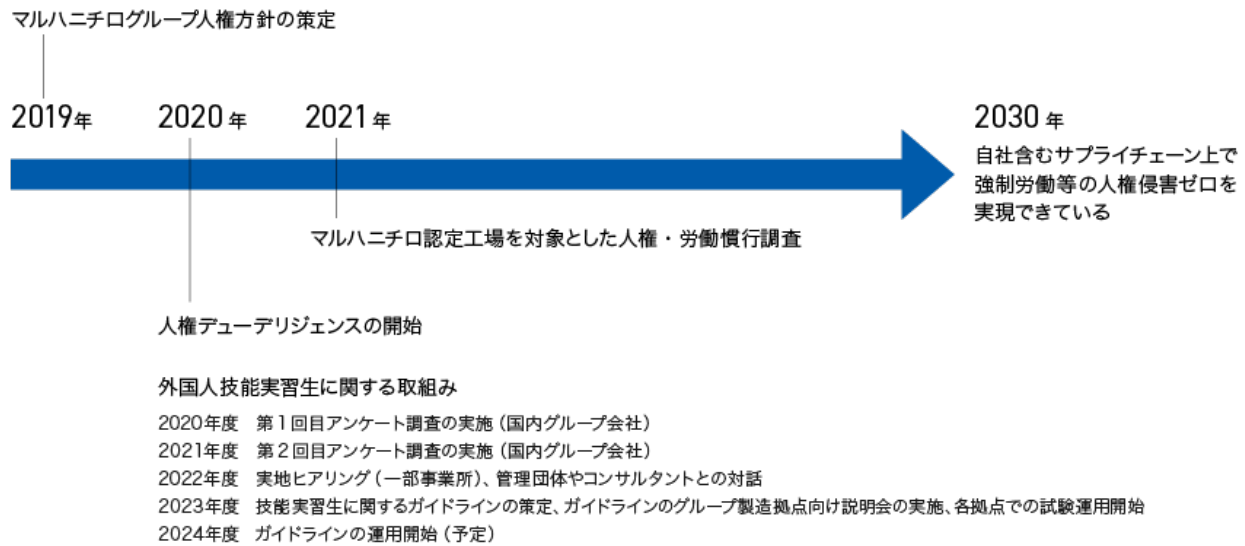 マルハニチログループ人権方針の策定
2019年
2020年
2021年
2030年
自社含むサプライチェーン上で
強制労働等の人権侵害ゼロを
実現できている
マルハニチロ認定工場を対象とした人権・労働慣行調査
人権デューデリジェンスの開始
外国人技能実習生に関する取組み
2020年度 第1回目アンケート調査の実施（国内グループ会社）
2021年度 第2回目アンケート調査の実施（国内グループ会社）
2022年度 実地ヒアリング（一部事業所）、管理団体やコンサルタントとの対話
2023年度 技能実習生に関するガイドラインの策定、ガイドラインのグループ製造拠点向け説明会の実施、各拠点での試験運用開始
2024年度 ガイドラインの運用開始（予定）